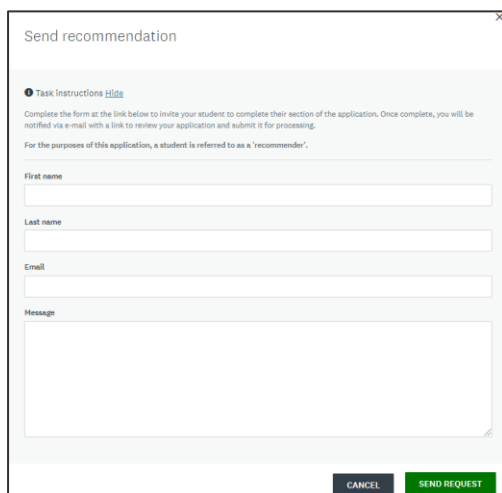 Send recommendation
Task instructions Hide
Complete the form at the link below to invite your student to complete their section of the application. Once complete, you will be
notified via e-mail with a link to review your application and submit it for processing.
For the purposes of this application, a student is referred to as a 'recommender'.
First name
Last name
Email
Message
CANCEL
SEND REQUEST